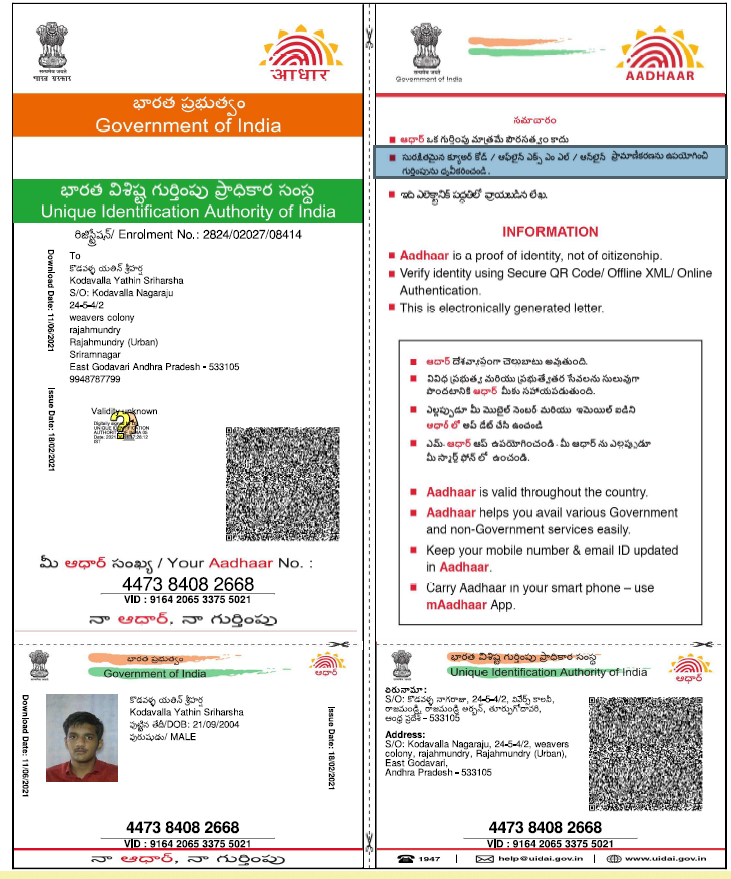 सत्यमेव जयते
भारत सरकार
आधार
భారత ప్రభుత్వం
Government of India
భారత విశిష్ట గుర్తింపు ప్రాధికార సంస్థ
Unique Identification Authority of India
రిజిస్ట్రేషన్/ Enrolment No.: 2824/02027/08414
Download Date: 11/06/2021
Issue Date: 18/02/2021
To
కొడవళ్ళ యతిన్ శ్రీహర్ష
Kodavalla Yathin Sriharsha
S/O: Kodavalla Nagaraju
24-5-4/2
weavers colony
rajahmundry
Rajahmundry (Urban)
Sriramnagar
East Godavari Andhra Pradesh - 533105
9948787799
Validity unknown
Digitally
UNIQUE IDENTIFICATION
AUTHORITY
IST
మీ ఆధార్ సంఖ్య / Your Aadhaar No. :
4473 8408 2668
VID : 9164 2065 3375 5021
నా ఆధార్, నా గుర్తింపు
सत्यमेव जयते
Government of India
AADHAAR
సమాచారం
ఆధార్ ఒక గుర్తింపు మాత్రమే పౌరసత్వం కాదు
సురక్షితమైన క్యూఆర్ కోడ్ / ఆఫ్‌లైన్ ఎక్స్ ఎం ఎల్ / ఆన్‌లైన్ ప్రామాణీకరణను ఉపయోగించి
గుర్తింపును ధృవీకరించండి.
ఇది ఎలెక్ట్రానిక్ పద్ధతిలో వ్రాయబడిన లేఖ.
INFORMATION
Aadhaar is a proof of identity, not of citizenship.
Verify identity using Secure QR Code/ Offline XML/ Online
Authentication.
This is electronically generated letter.
ఆధార్ దేశవ్యాప్తంగా చెలుబాటు అవుతుంది.
వివిధ ప్రభుత్వ మరియు ప్రభుత్వేతర సేవలను సులువుగా
పొందటానికి ఆధార్ మీకు సహాయపడుతుంది.
ఎల్లప్పుడూ మీ మొబైల్ నెంబర్ మరియు ఇమెయిల్ ఐడిని
ఆధార్ లో అప్ డేట్ చేసి ఉంచండి
ఎమ్- ఆధార్ ఆప్ ఉపయోగించండి - మీ ఆధార్ ను ఎల్లప్పుడూ
మీ స్మార్ట్ ఫోన్ లో ఉంచండి.
Aadhaar is valid throughout the country.
Aadhaar helps you avail various Government
and non-Government services easily.
Keep your mobile number & email ID updated
in Aadhaar.
Carry Aadhaar in your smart phone – use
mAadhaar App.
భారత ప్రభుత్వం
Government of India
ఆధార్
Download Date: 11/06/2021
కొడవళ్ళ యతిన్ శ్రీహర్ష
Kodavalla Yathin Sriharsha
పుట్టిన తేదీ/DOB: 21/09/2004
పురుషుడు/ MALE
Issue Date: 18/02/2021
4473 8408 2668
VID : 9164 2065 3375 5021
నా ఆధార్, నా గుర్తింపు
భారత విశిష్ట గుర్తింపు ప్రాధికార సంస్థ
Unique Identification Authority of India
ఆధార్
చిరునామా:
S/O: కొడవళ్ళ నాగరాజు, 24-5-4/2, వీవర్స్ కాలనీ,
రాజమండ్రి, రాజమండ్రి అర్బన్, తూర్పుగోదావరి,
ఆంధ్ర ప్రదేశ్ - 533105
Address:
S/O: Kodavalla Nagaraju, 24-5-4/2, weavers
colony, rajahmundry, Rajahmundry (Urban),
East Godavari,
Andhra Pradesh - 533105
4473 8408 2668
VID : 9164 2065 3375 5021
1947 | help@uidai.gov.in | www.uidai.gov.in